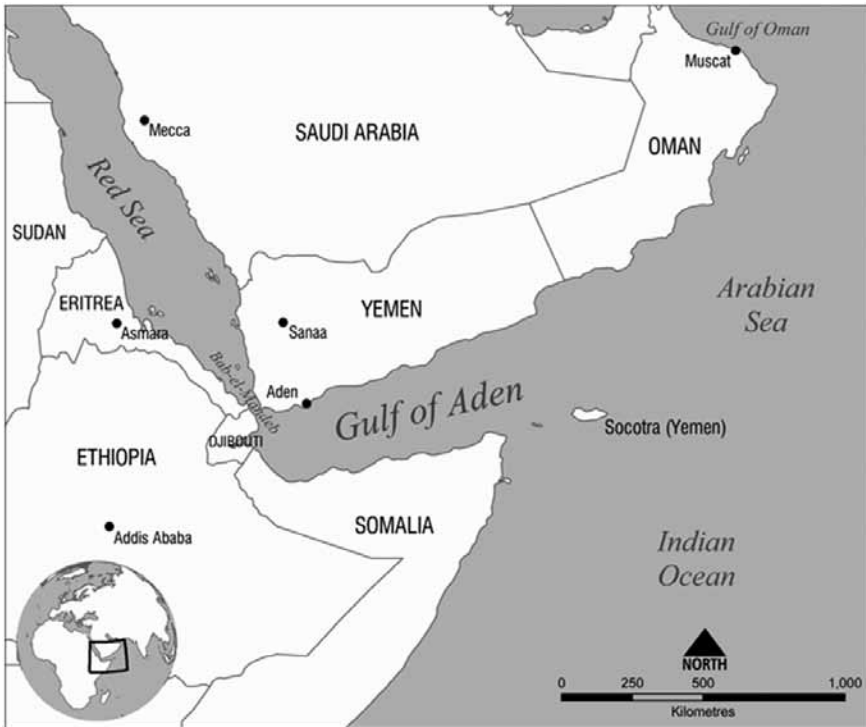 Gulf of Oman
Muscat
Mecca
SAUDI ARABIA
OMAN
Red Sea
SUDAN
Arabian
Sea
ERITREA
Asmara
Sanaa
YEMEN
Bab-el-Mandeb
Aden
Gulf of Aden
Socotra (Yemen)
DJIBOUTI
ETHIOPIA
SOMALIA
Addis Ababa
Indian
Ocean
NORTH
0 250 500 1,000
Kilometres